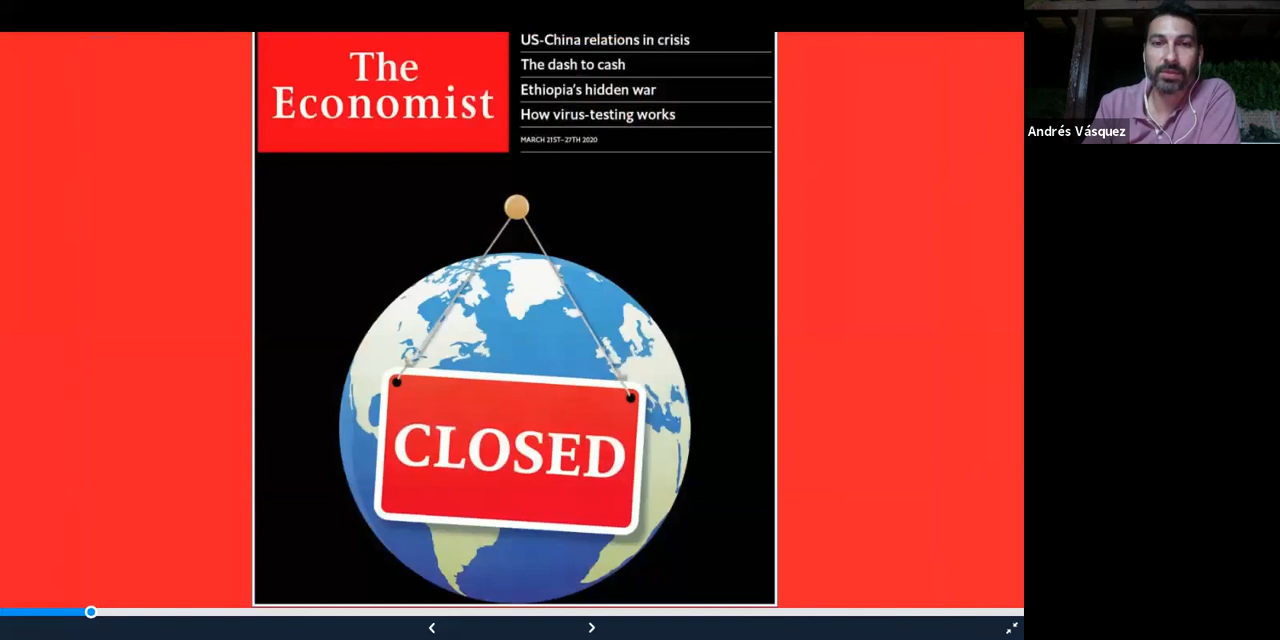 The
Economist
US-China relations in crisis
The dash to cash
Ethiopia's hidden war
How virus-testing works
MARCH 21ST–27TH 2020
CLOSED
Andrés Vásquez